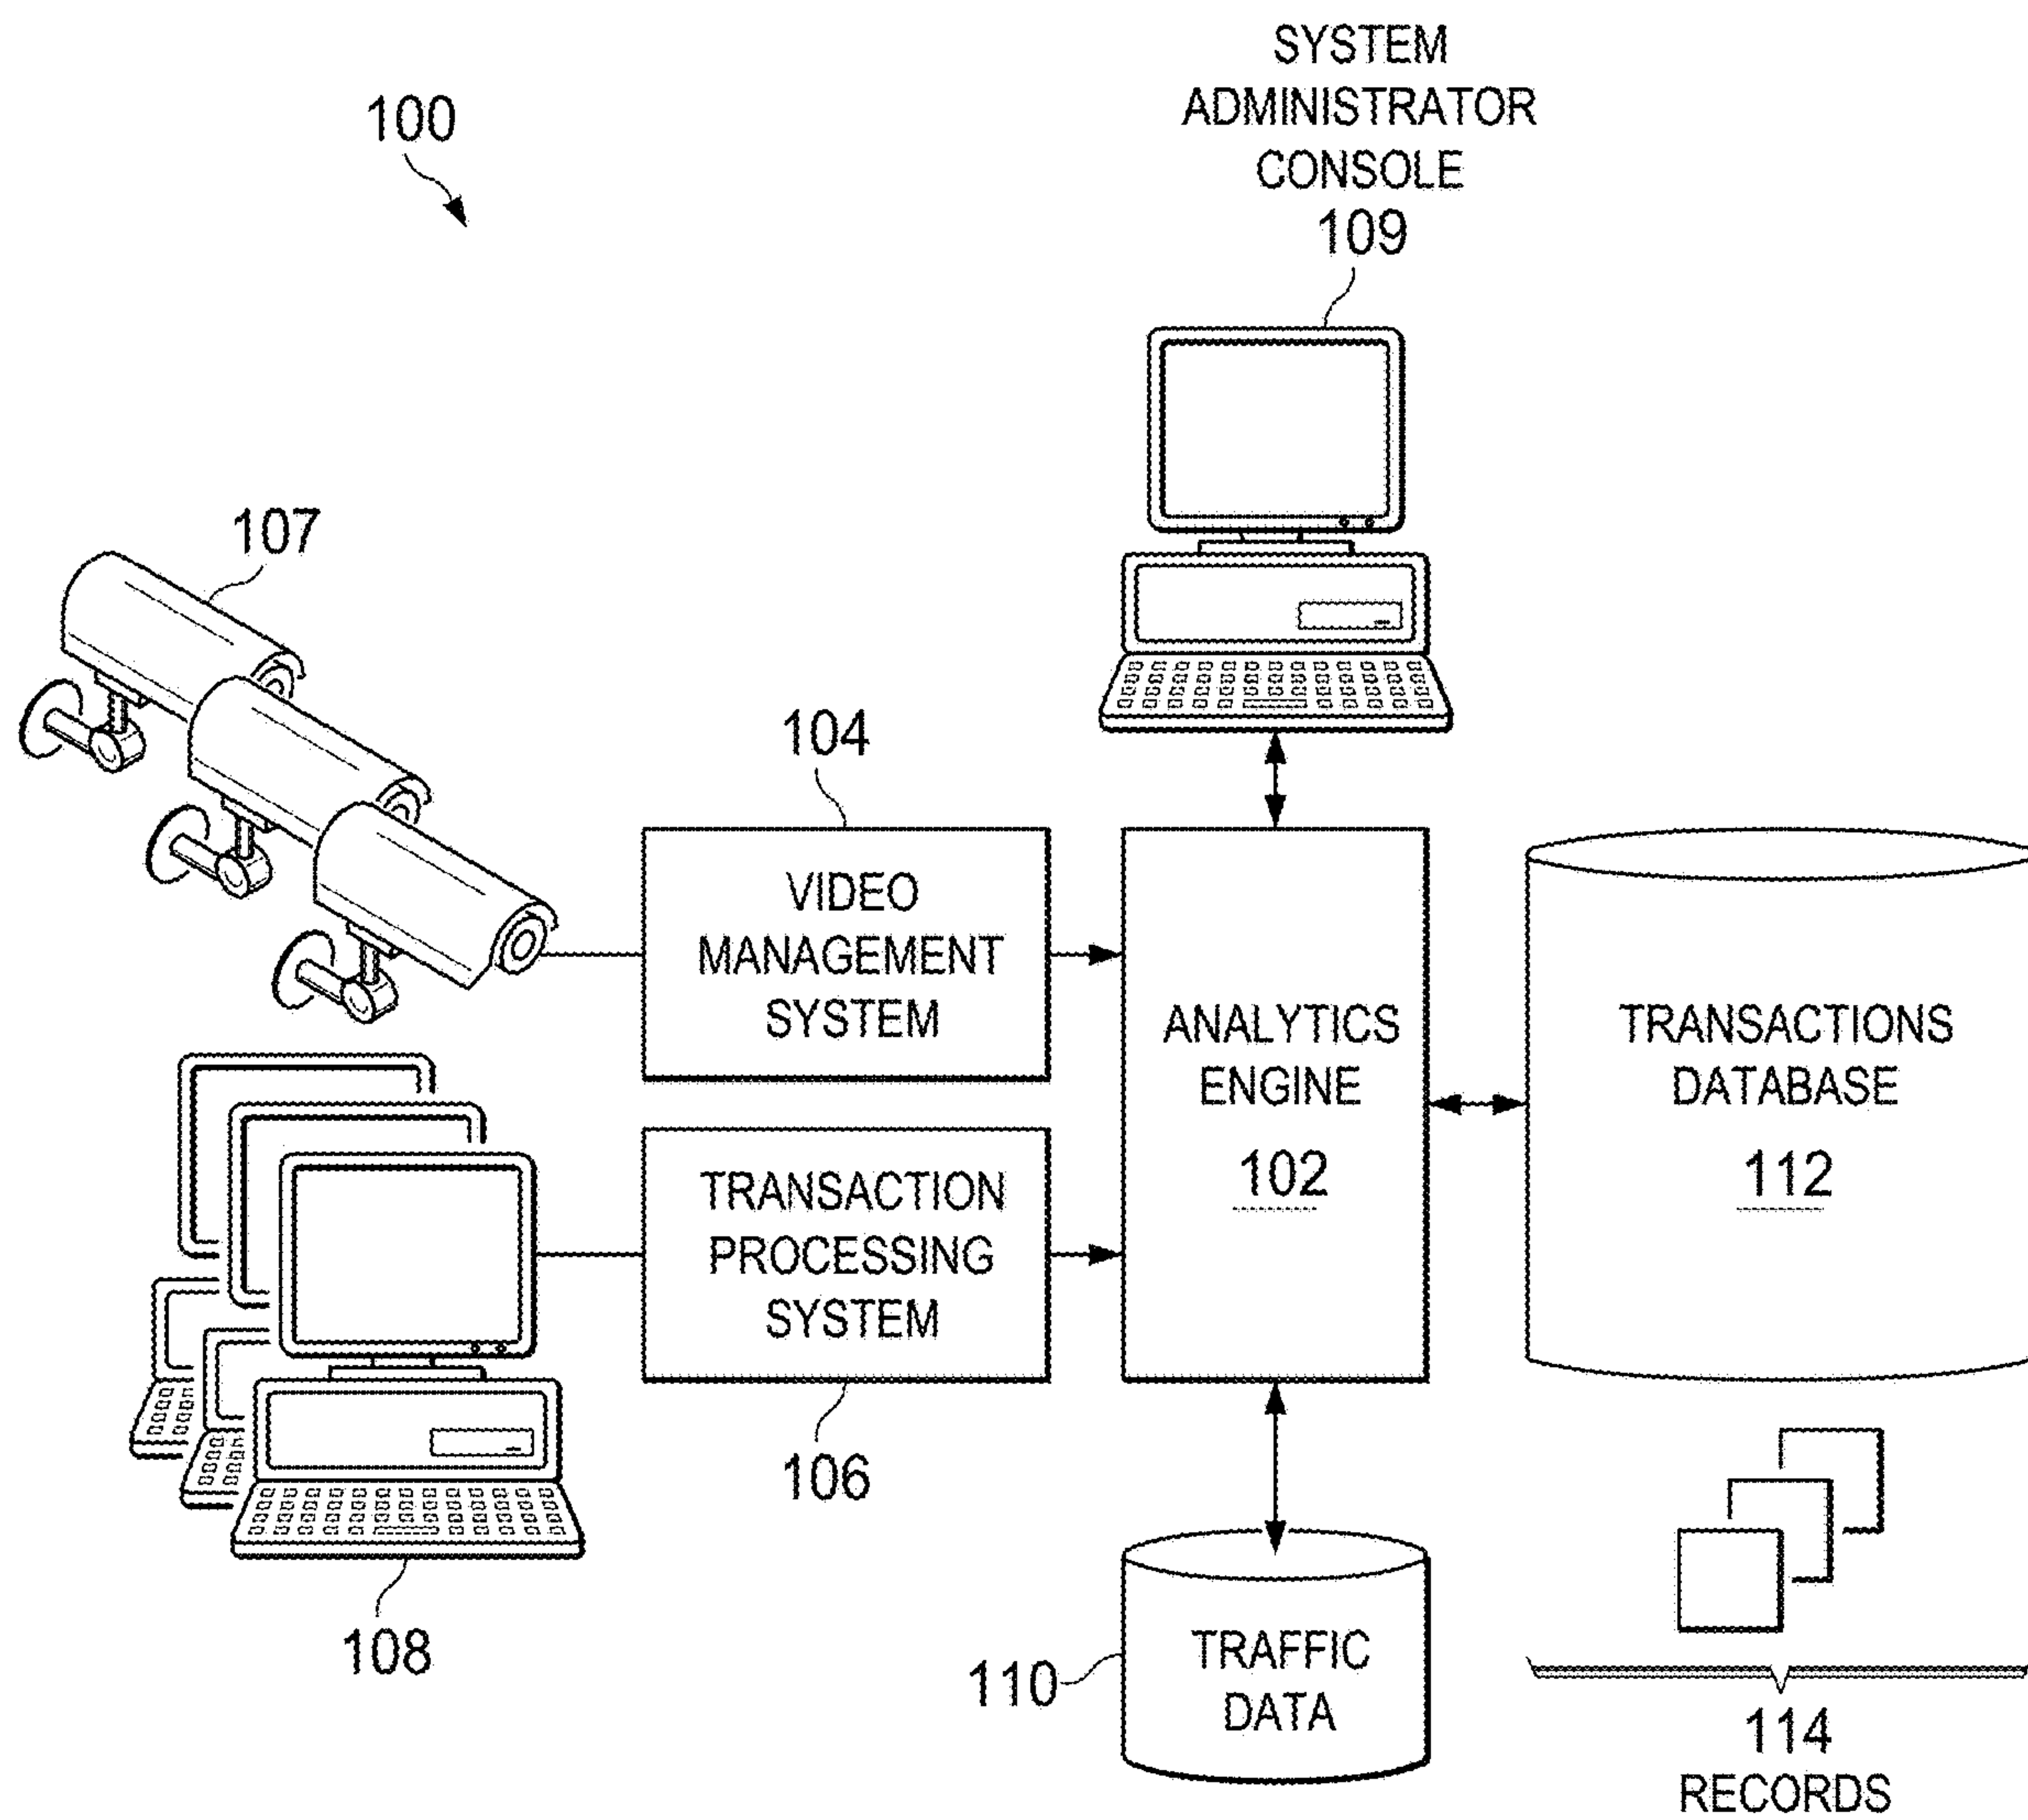 100
SYSTEM
ADMINISTRATOR
CONSOLE
109
107
104
VIDEO
MANAGEMENT
SYSTEM
TRANSACTION
PROCESSING
SYSTEM
106
108
ANALYTICS
ENGINE
102
TRANSACTIONS
DATABASE
112
110
TRAFFIC
DATA
114
RECORDS